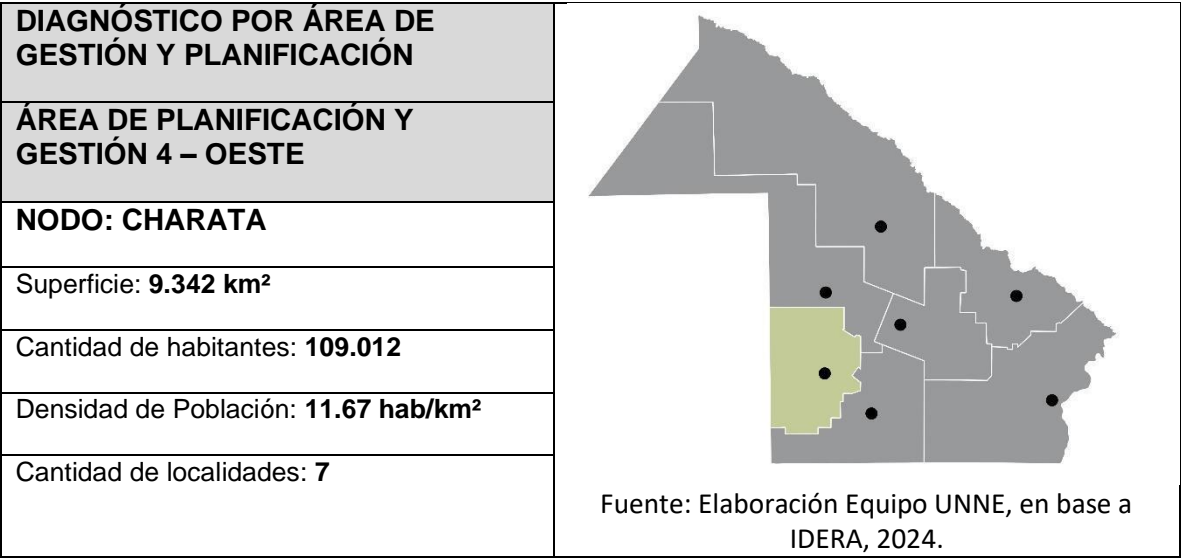 DIAGNÓSTICO POR ÁREA DE
GESTIÓN Y PLANIFICACIÓN
ÁREA DE PLANIFICACIÓN Y
GESTIÓN 4 – OESTE
NODO: CHARATA
Superficie: 9.342 km²
Cantidad de habitantes: 109.012
Densidad de Población: 11.67 hab/km²
Cantidad de localidades: 7
Fuente: Elaboración Equipo UNNE, en base a
IDERA, 2024.